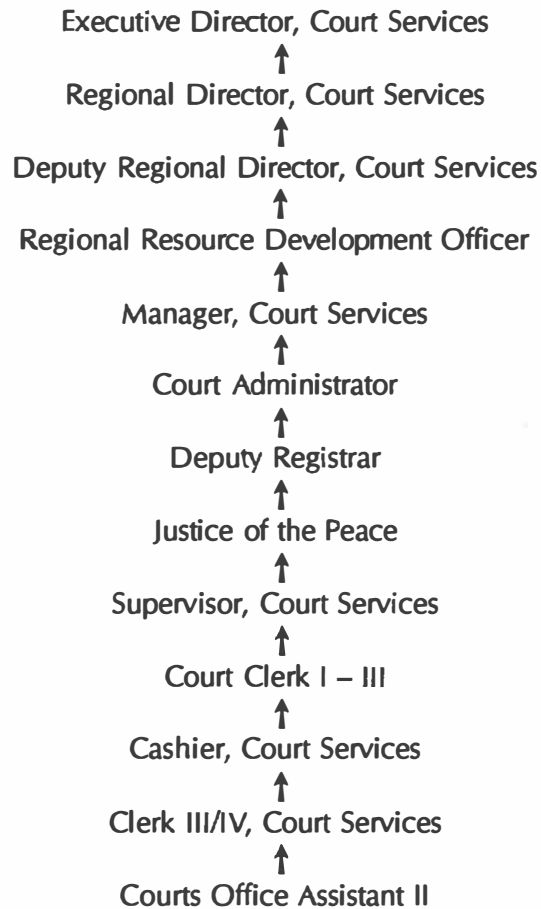 Executive Director, Court Services
Regional Director, Court Services
Deputy Regional Director, Court Services
Regional Resource Development Officer
Manager, Court Services
Court Administrator
Deputy Registrar
Justice of the Peace
Supervisor, Court Services
Court Clerk I – III
Cashier, Court Services
Clerk III/IV, Court Services
Courts Office Assistant II